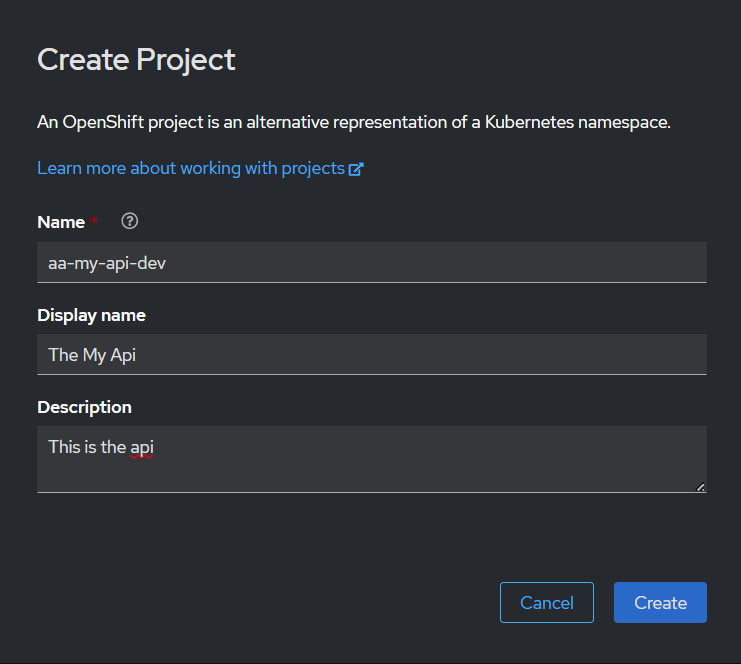 Create Project
An OpenShift project is an alternative representation of a Kubernetes namespace.
Learn more about working with projects
Name *
aa-my-api-dev
Display name
The My Api
Description
This is the api
Cancel
Create